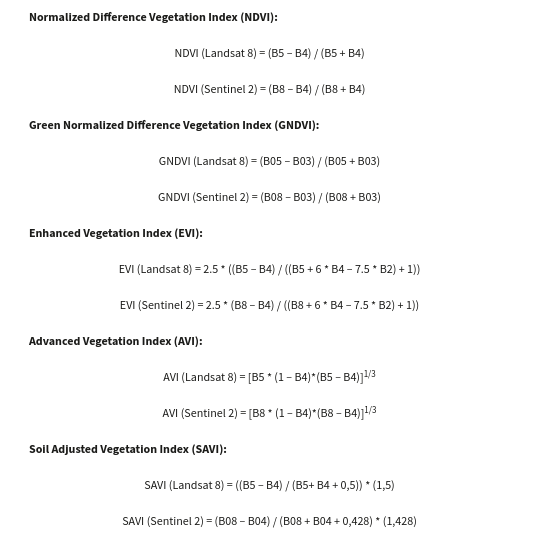 Normalized Difference Vegetation Index (NDVI):
NDVI (Landsat 8) = (B5 – B4) / (B5 + B4)
NDVI (Sentinel 2) = (B8 – B4) / (B8 + B4)
Green Normalized Difference Vegetation Index (GNDVI):
GNDVI (Landsat 8) = (B05 – B03) / (B05 + B03)
GNDVI (Sentinel 2) = (B08 – B03) / (B08 + B03)
Enhanced Vegetation Index (EVI):
EVI (Landsat 8) = 2.5 * ((B5 – B4) / ((B5 + 6 * B4 – 7.5 * B2) + 1))
EVI (Sentinel 2) = 2.5 * (B8 – B4) / ((B8 + 6 * B4 – 7.5 * B2) + 1))
Advanced Vegetation Index (AVI):
AVI (Landsat 8) = [B5 * (1 – B4)*(B5 – B4)]1/3
AVI (Sentinel 2) = [B8 * (1 – B4)*(B8 – B4)]1/3
Soil Adjusted Vegetation Index (SAVI):
SAVI (Landsat 8) = ((B5 – B4) / (B5+ B4 + 0,5)) * (1,5)
SAVI (Sentinel 2) = (B08 – B04) / (B08 + B04 + 0,428) * (1,428)